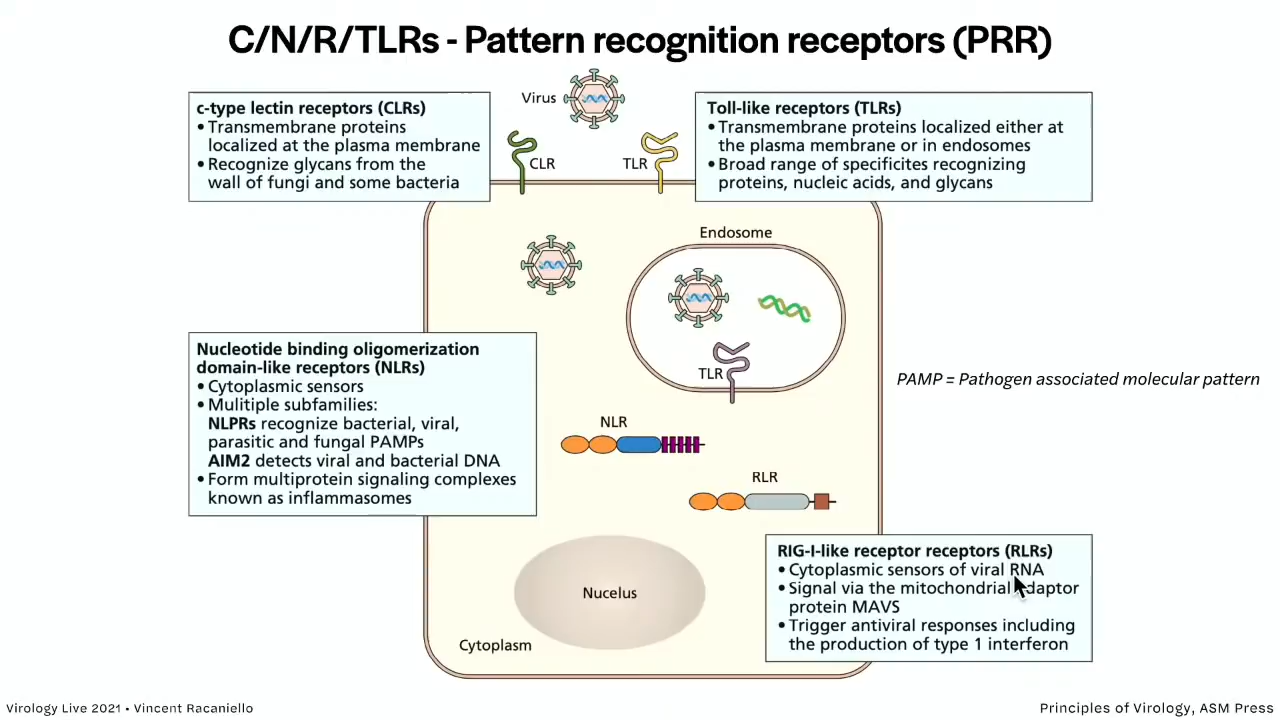 C/N/R/TLRs - Pattern recognition receptors (PRR)
c-type lectin receptors (CLRs)
• Transmembrane proteins
localized at the plasma membrane
• Recognize glycans from the
wall of fungi and some bacteria
Virus
CLR
TLR
Toll-like receptors (TLRs)
• Transmembrane proteins localized either at
the plasma membrane or in endosomes
• Broad range of specificites recognizing
proteins, nucleic acids, and glycans
Endosome
TLR
Nucleotide binding oligomerization
domain-like receptors (NLRs)
• Cytoplasmic sensors
• Mulitiple subfamilies:
NLPRs recognize bacterial, viral,
parasitic and fungal PAMPs
AIM2 detects viral and bacterial DNA
• Form multiprotein signaling complexes
known as inflammasomes
PAMP = Pathogen associated molecular pattern
NLR
RLR
RIG-I-like receptor receptors (RLRs)
• Cytoplasmic sensors of viral RNA
• Signal via the mitochondrial adaptor
protein MAVS
• Trigger antiviral responses including
the production of type 1 interferon
Nucelus
Cytoplasm
Virology Live 2021 • Vincent Racaniello
Principles of Virology, ASM Press